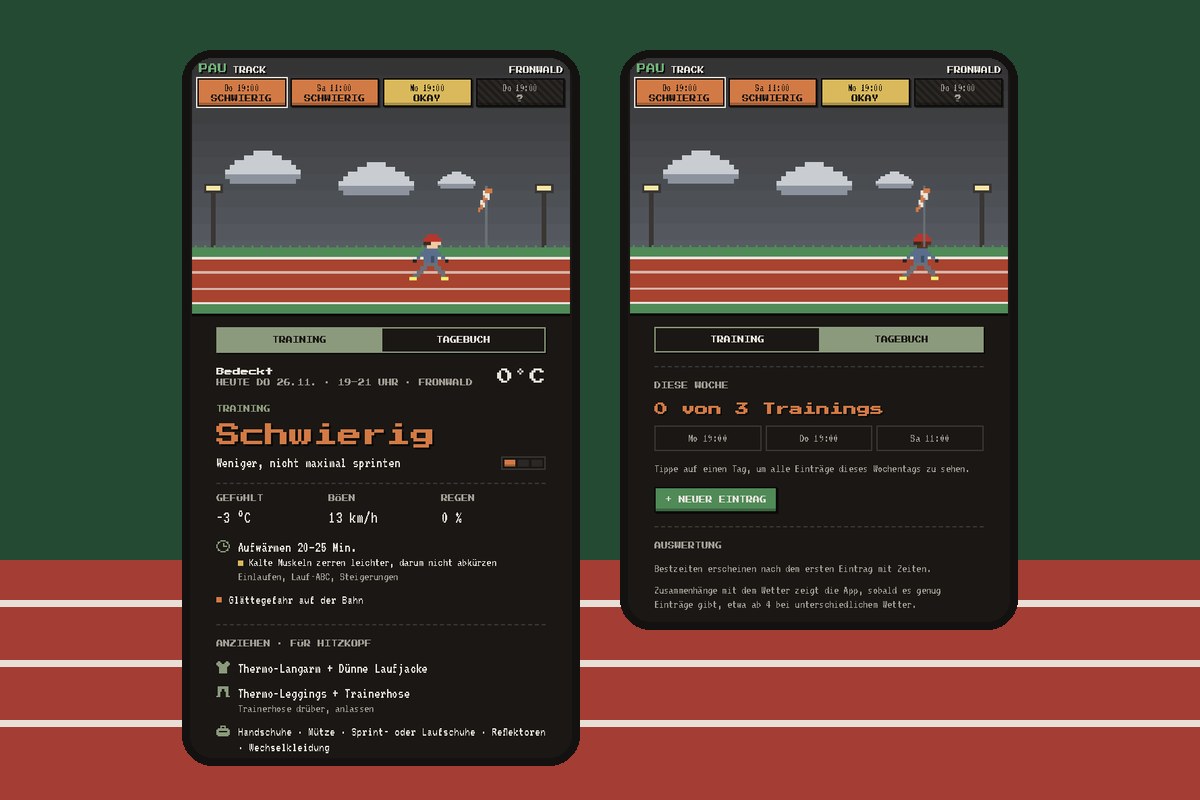 PAU TRACK FRONWALD
Do 19:00 Sa 11:00 Mo 19:00 Do 19:00
SCHWIERIG SCHWIERIG OKAY ?
TRAINING TAGEBUCH
Bedeckt
HEUTE DO 26.11. · 19–21 UHR · FRONWALD
0°C
TRAINING
Schwierig
Weniger, nicht maximal sprinten
GEFÜHLT BÖEN REGEN
-3 °C 13 km/h 0 %
Aufwärmen 20–25 Min.
Kalte Muskeln zerren leichter, darum nicht abkürzen
Einlaufen, Lauf-ABC, Steigerungen
Glättegefahr auf der Bahn
ANZIEHEN · FÜR HITZKOPF
Thermo-Langarm + Dünne Laufjacke
Thermo-Leggings + Trainerhose
Trainerhose drüber, anlassen
Handschuhe · Mütze · Sprint- oder Laufschuhe · Reflektoren
· Wechselkleidung
PAU TRACK FRONWALD
Do 19:00 Sa 11:00 Mo 19:00 Do 19:00
SCHWIERIG SCHWIERIG OKAY ?
TRAINING TAGEBUCH
DIESE WOCHE
0 von 3 Trainings
Mo 19:00 Do 19:00 Sa 11:00
Tippe auf einen Tag, um alle Einträge dieses Wochentags zu sehen.
+ NEUER EINTRAG
AUSWERTUNG
Bestzeiten erscheinen nach dem ersten Eintrag mit Zeiten.
Zusammenhänge mit dem Wetter zeigt die App, sobald es genug
Einträge gibt, etwa ab 4 bei unterschiedlichem Wetter.